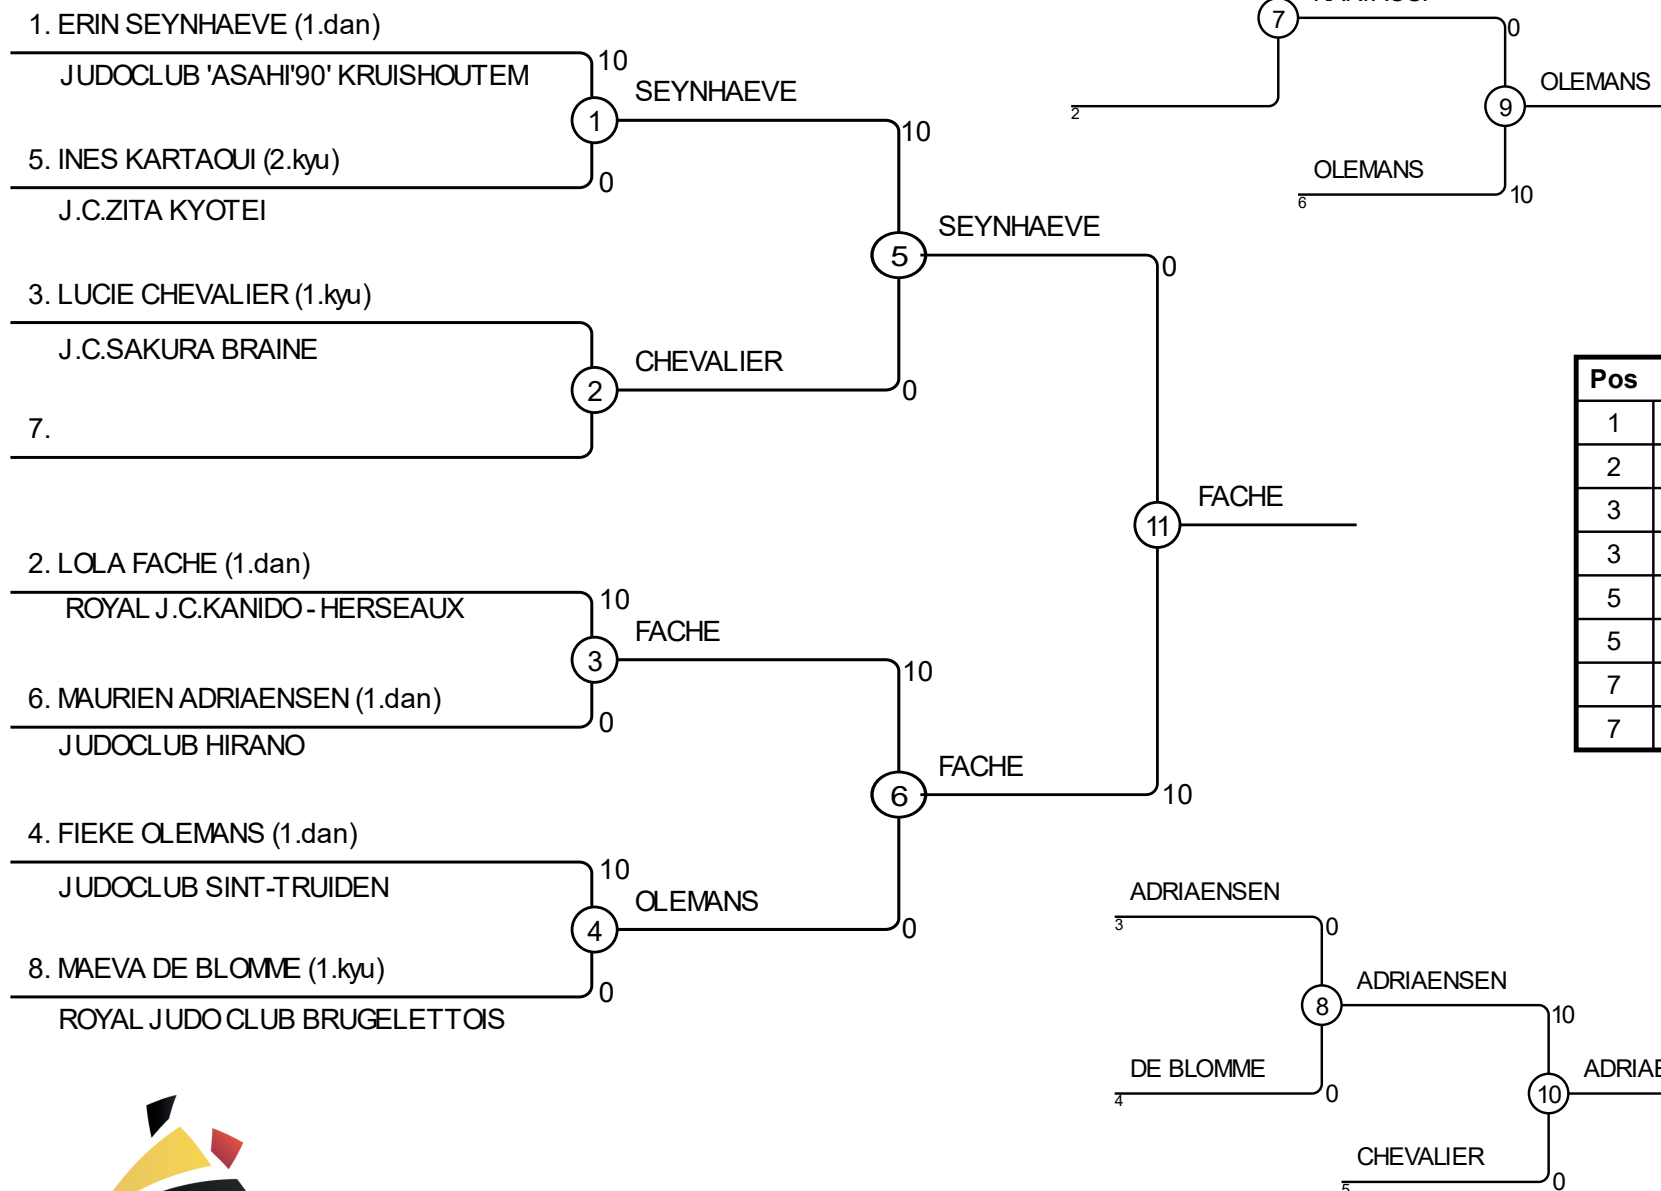 1. ERIN SEYNHAEVE (1.dan)
JUDOCLUB 'ASAHI'90' KRUISHOUTEM
10
1
SEYNHAEVE
5. INES KARTAOUI (2.kyu)
0
J.C.ZITA KYOTEI
10
5
SEYNHAEVE
3. LUCIE CHEVALIER (1.kyu)
J.C.SAKURA BRAINE
2
CHEVALIER
0
7.
0
11
FACHE
2. LOLA FACHE (1.dan)
ROYAL J.C.KANIDO - HERSEAUX
10
3
FACHE
6. MAURIEN ADRIAENSEN (1.dan)
0
JUDOCLUB HIRANO
10
6
FACHE
10
4. FIEKE OLEMANS (1.dan)
JUDOCLUB SINT-TRUIDEN
10
4
OLEMANS
0
8. MAEVA DE BLOMME (1.kyu)
0
ROYAL JUDO CLUB BRUGELETTOIS
7
0
2
9
OLEMANS
OLEMANS
6
10
Pos
1
2
3
3
5
5
7
7
ADRIAENSEN
3
0
8
ADRIAENSEN
10
DE BLOMME
4
0
10
ADRIAE
CHEVALIER
5
0